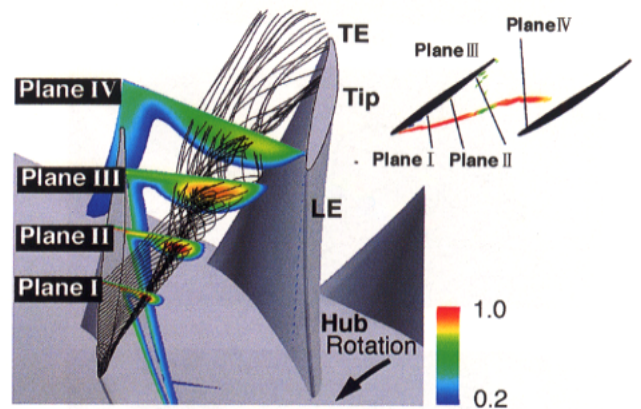 TE
Plane IV
Plane III
Plane IV
Tip
Plane I
Plane II
Plane III
LE
Plane II
Plane I
1.0
Hub
Rotation
0.2